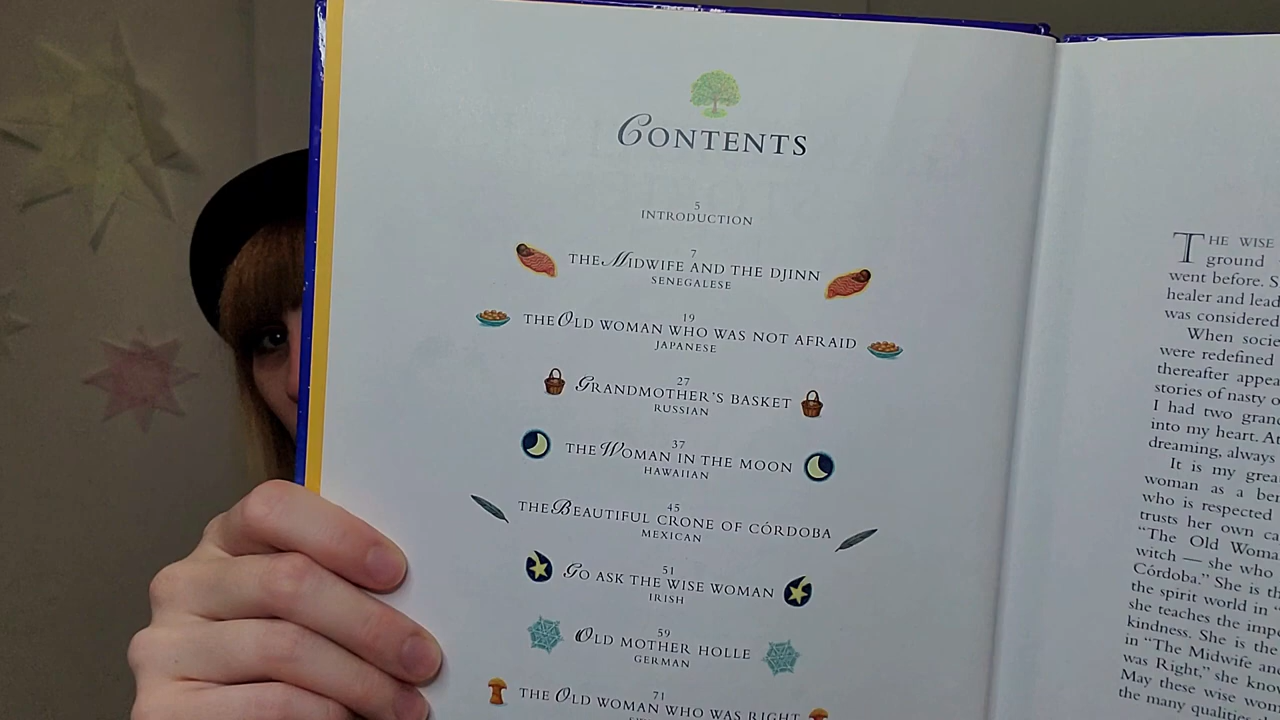 CONTENTS
5
INTRODUCTION
7
THE MIDWIFE AND THE DJINN
SENEGALESE
19
THE OLD WOMAN WHO WAS NOT AFRAID
JAPANESE
27
GRANDMOTHER'S BASKET
RUSSIAN
37
THE WOMAN IN THE MOON
HAWAIIAN
45
THE BEAUTIFUL CRONE OF CÓRDOBA
MEXICAN
51
GO ASK THE WISE WOMAN
IRISH
59
OLD MOTHER HOLLE
GERMAN
71
THE OLD WOMAN WHO WAS RIGHT
THE WISE
ground
went before. S
healer and lead
was considered
When socie
were redefined
thereafter appea
stories of nasty o
I had two gran
into my heart. At
dreaming, always
It is my grea
woman as a ben
who is respected
trusts her own ca
"The Old Woma
witch — she who
Córdoba." She is th
the spirit world in
she teaches the impo
kindness. She is the
in "The Midwife and
was Right," she know
May these wise wom
the many qualities